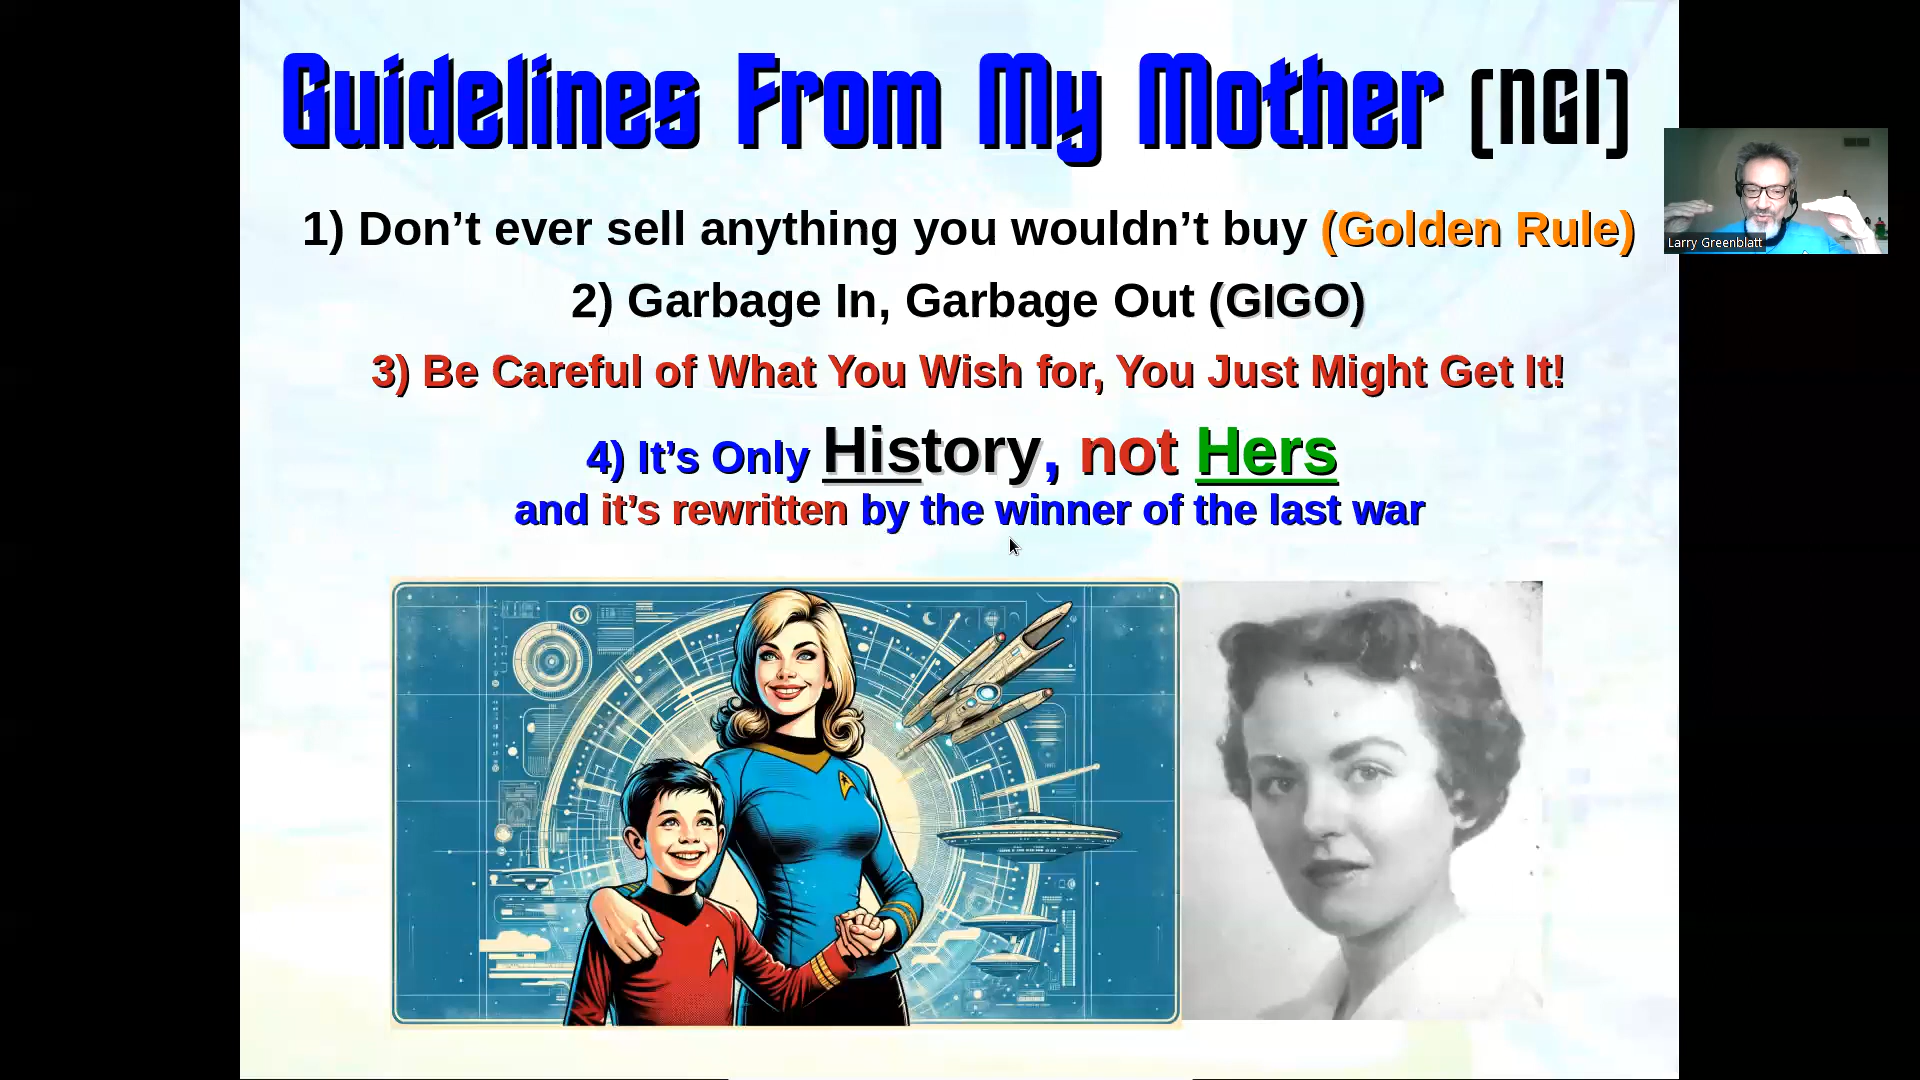 Guidelines From My Mother (NGI)
1) Don’t ever sell anything you wouldn’t buy (Golden Rule)
Larry Greenblatt
2) Garbage In, Garbage Out (GIGO)
3) Be Careful of What You Wish for, You Just Might Get It!
4) It’s Only History, not Hers
and it’s rewritten by the winner of the last war